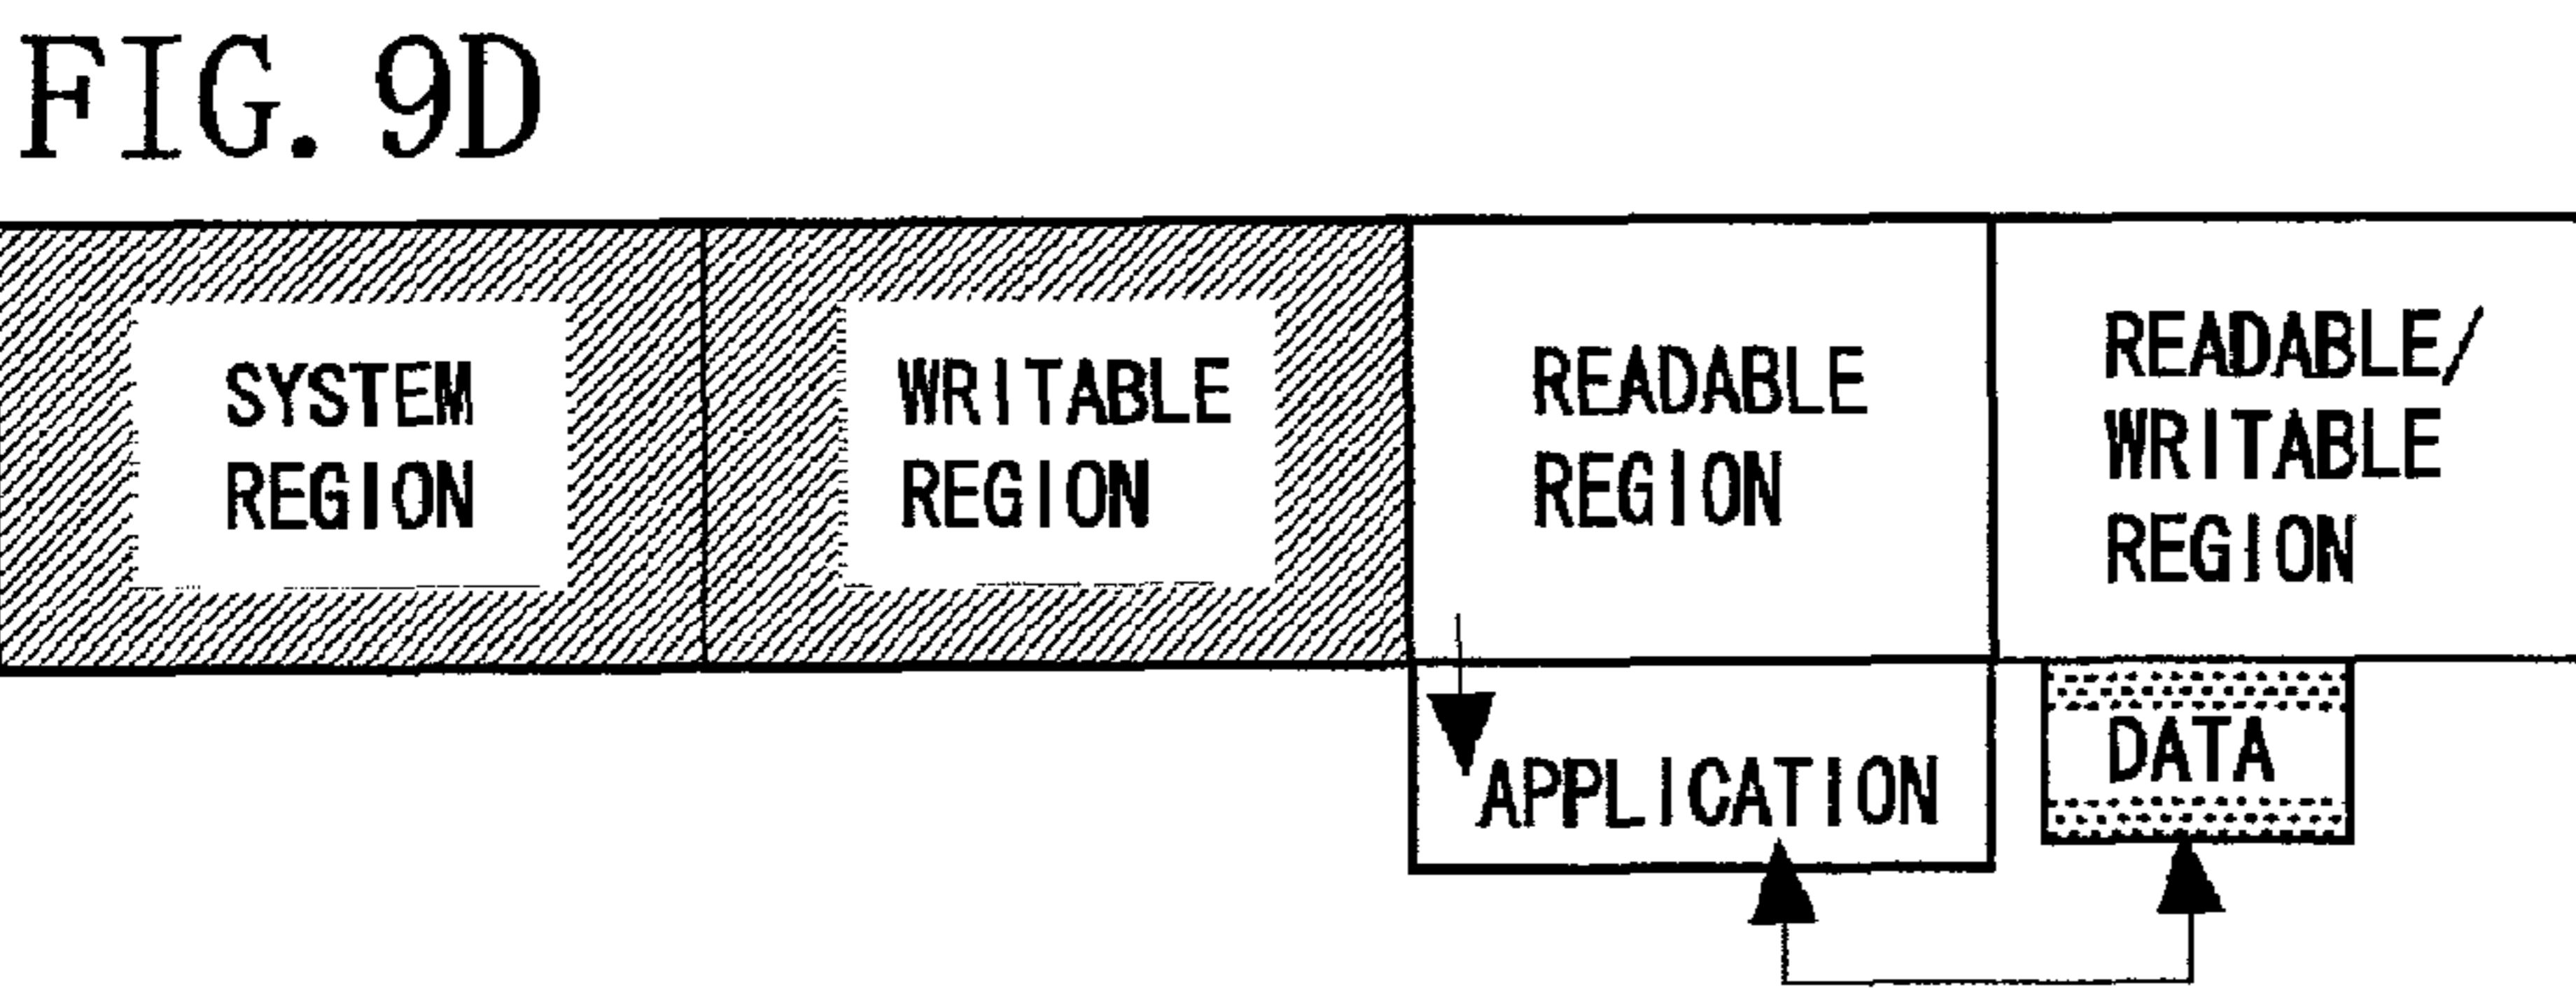 FIG. 9D
SYSTEM
REGION
WRITABLE
REGION
READABLE
REGION
READABLE/
WRITABLE
REGION
APPLICATION
DATA